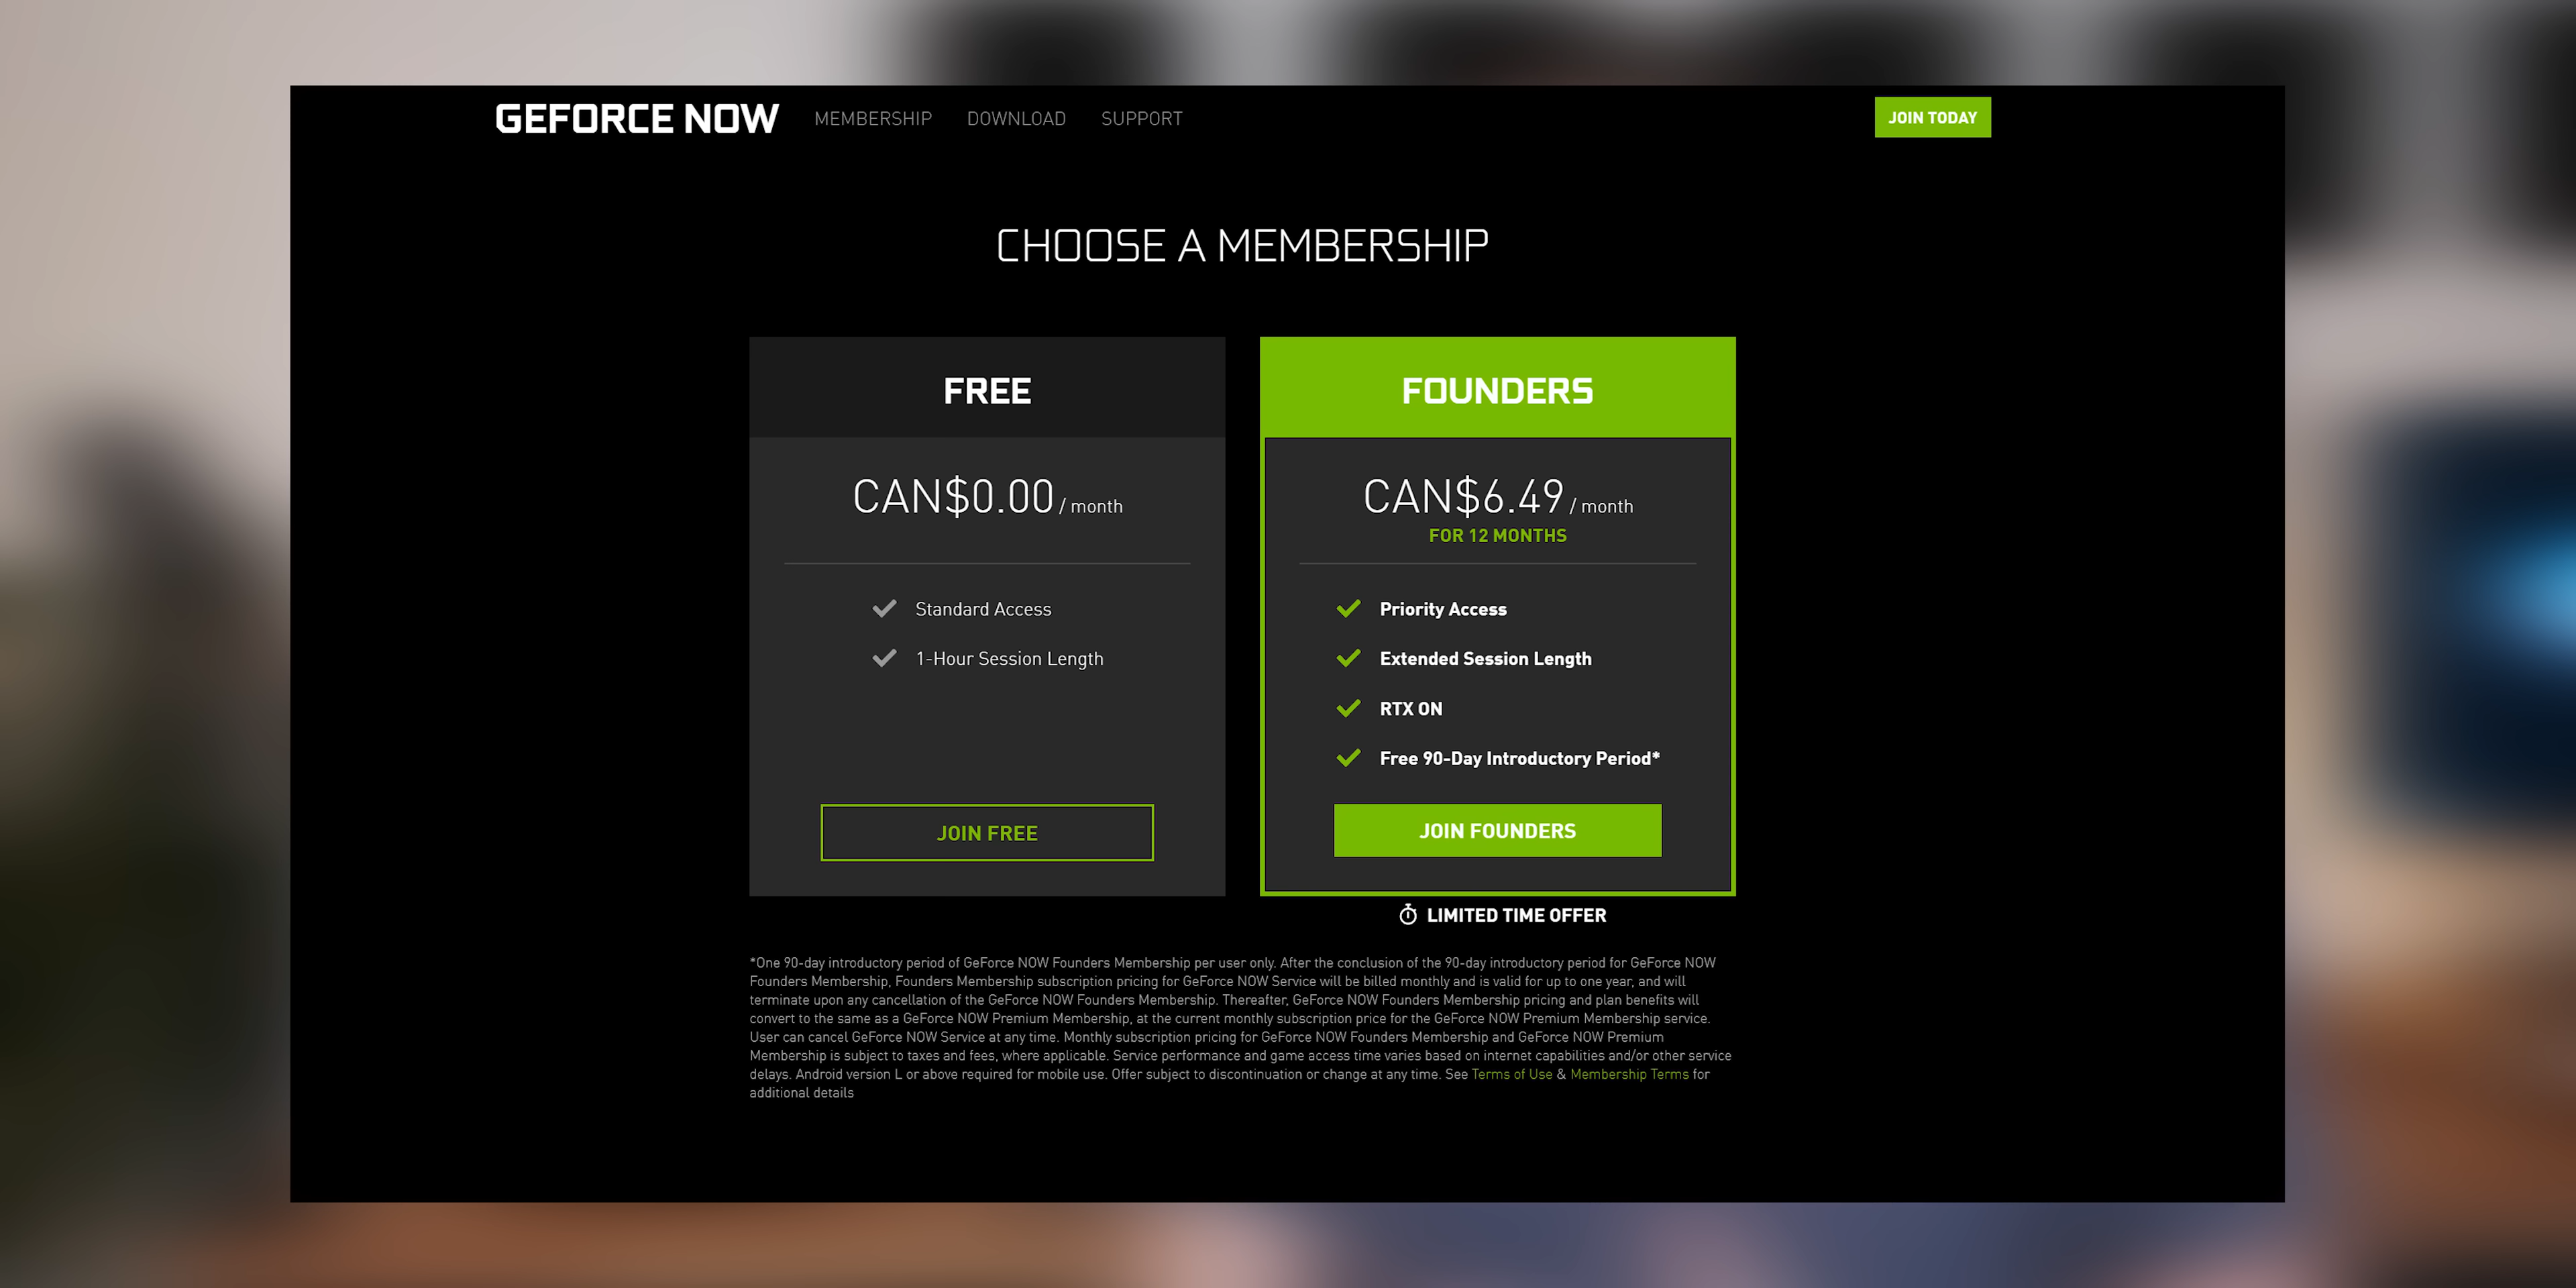 GEFORCE NOW MEMBERSHIP DOWNLOAD SUPPORT JOIN TODAY
CHOOSE A MEMBERSHIP
FREE
CAN$0.00 / month
Standard Access
1-Hour Session Length
JOIN FREE
FOUNDERS
CAN$6.49 / month
FOR 12 MONTHS
Priority Access
Extended Session Length
RTX ON
Free 90-Day Introductory Period*
JOIN FOUNDERS
LIMITED TIME OFFER
*One 90-day introductory period of GeForce NOW Founders Membership per user only. After the conclusion of the 90-day introductory period for GeForce NOW
Founders Membership, Founders Membership subscription pricing for GeForce NOW Service will be billed monthly and is valid for up to one year, and will
terminate upon any cancellation of the GeForce NOW Founders Membership. Thereafter, GeForce NOW Founders Membership pricing and plan benefits will
convert to the same as a GeForce NOW Premium Membership, at the current monthly subscription price for the GeForce NOW Premium Membership service.
User can cancel GeForce NOW Service at any time. Monthly subscription pricing for GeForce NOW Founders Membership and GeForce NOW Premium
Membership is subject to taxes and fees, where applicable. Service performance and game access time varies based on internet capabilities and/or other service
delays. Android version L or above required for mobile use. Offer subject to discontinuation or change at any time. See Terms of Use & Membership Terms for
additional details